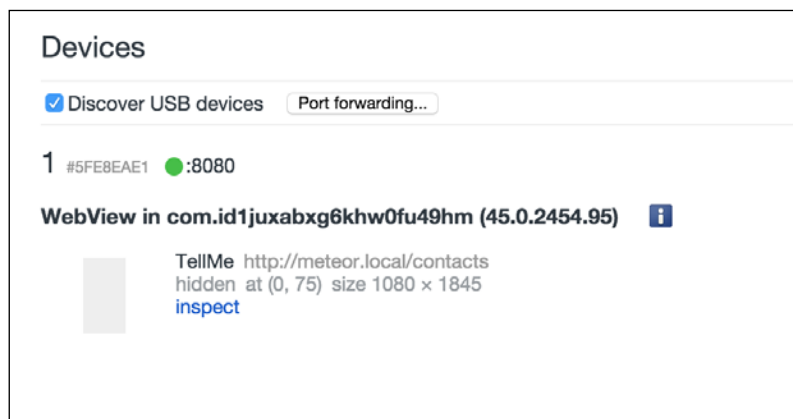 Devices
Discover USB devices Port forwarding...
1 #5FE8EAE1 :8080
WebView in com.id1juxabxg6khw0fu49hm (45.0.2454.95) i
TellMe http://meteor.local/contacts
hidden at (0, 75) size 1080 × 1845
inspect